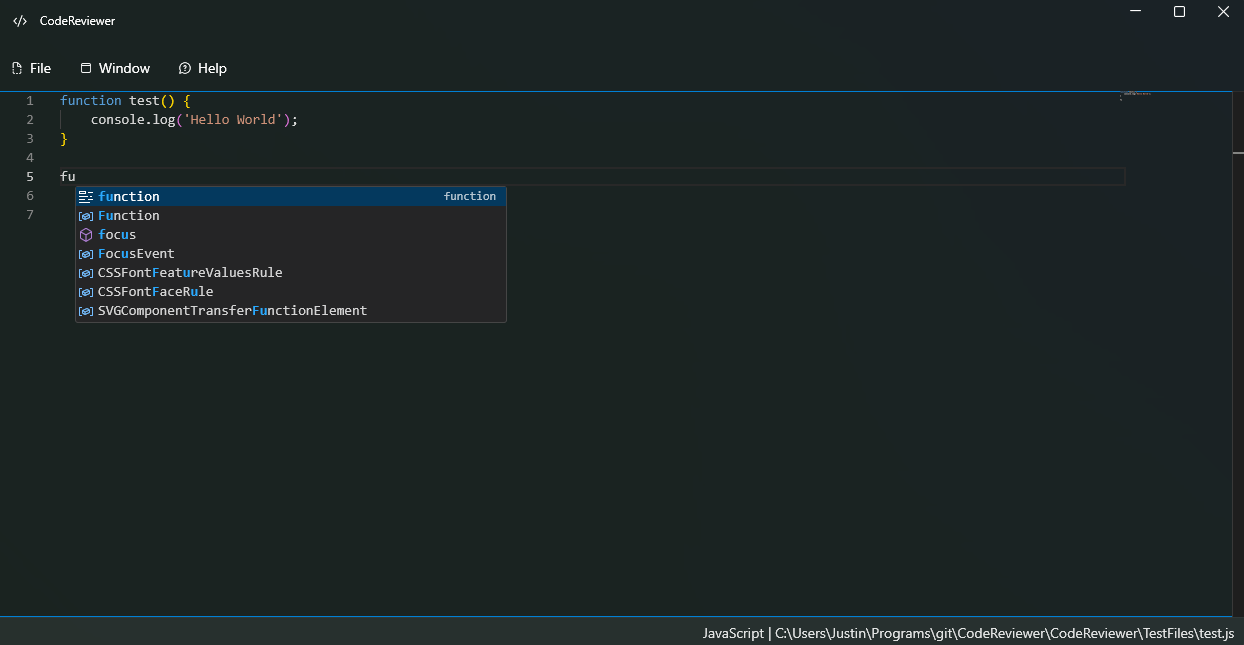 CodeReviewer
File Window Help
1 function test() {
2 console.log('Hello World');
3 }
4
5 fu
function function
6 Function
7
focus
FocusEvent
CSSFontFeatureValuesRule
CSSFontFaceRule
SVGComponentTransferFunctionElement
JavaScript | C:\Users\Justin\Programs\git\CodeReviewer\CodeReviewer\TestFiles\test.js